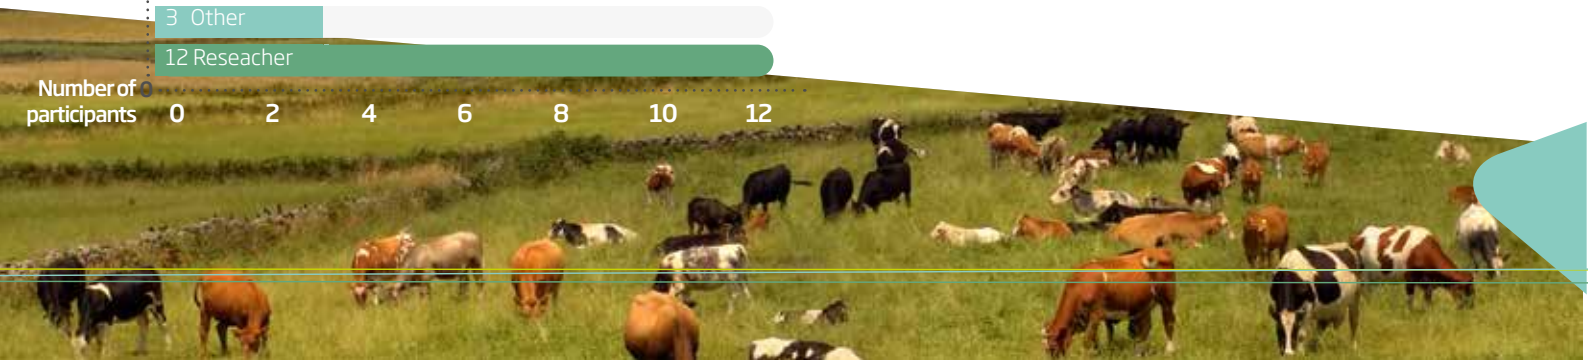 3 Other
12 Reseacher
Number of 0
participants 0 2 4 6 8 10 12